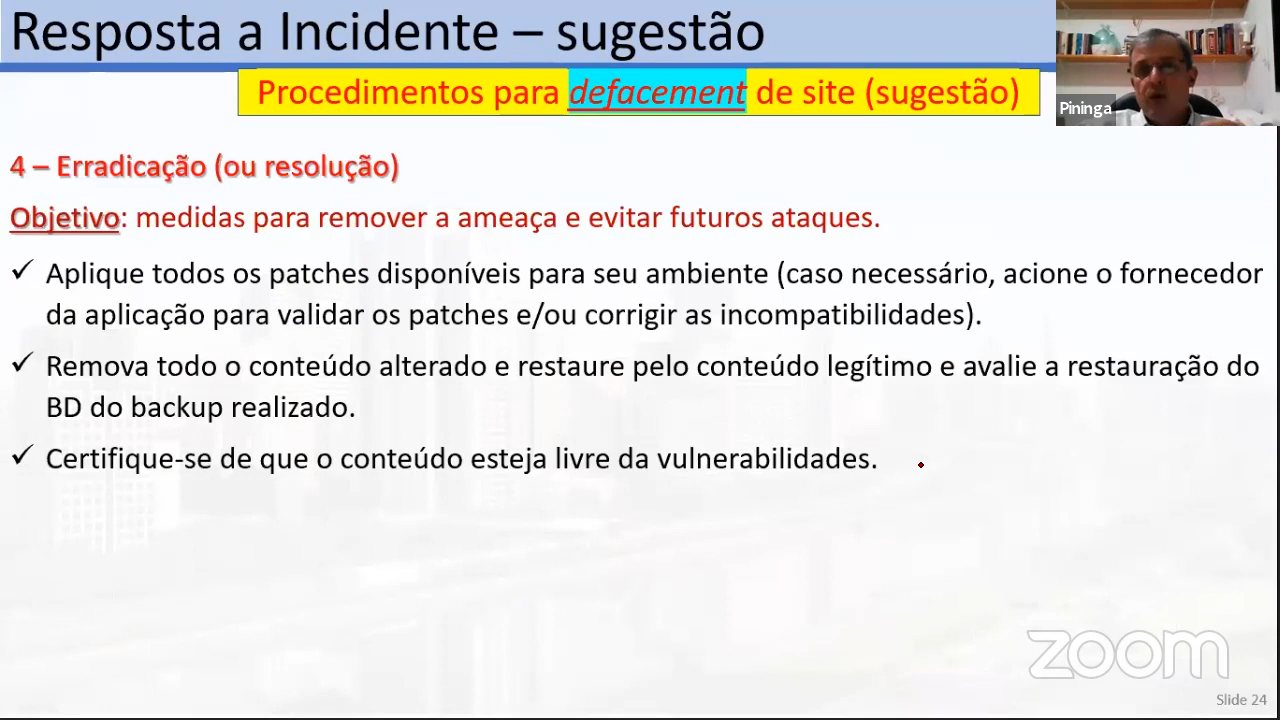 Resposta a Incidente – sugestão
Procedimentos para defacement de site (sugestão)
Pininga
4 – Erradicação (ou resolução)
Objetivo: medidas para remover a ameaça e evitar futuros ataques.
✓ Aplique todos os patches disponíveis para seu ambiente (caso necessário, acione o fornecedor
da aplicação para validar os patches e/ou corrigir as incompatibilidades).
✓ Remova todo o conteúdo alterado e restaure pelo conteúdo legítimo e avalie a restauração do
BD do backup realizado.
✓ Certifique-se de que o conteúdo esteja livre da vulnerabilidades.
zoom
Slide 24